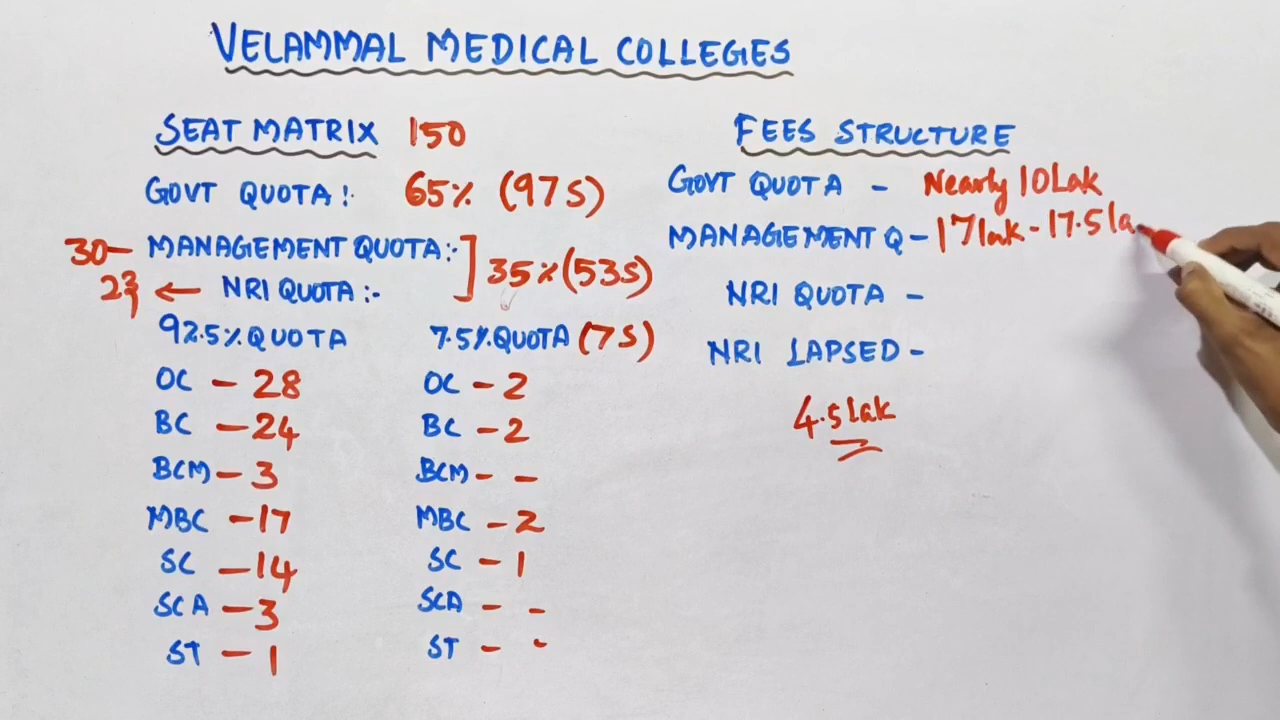 VELAMMAL MEDICAL COLLEGES
SEAT MATRIX 150
GOVT QUOTA :- 65% (97S)
30 - MANAGEMENT QUOTA :-
23 ← NRI QUOTA :-
] 35% (53S)
92.5% QUOTA
7.5% QUOTA (7S)
OC - 28
OC - 2
BC - 24
BC - 2
BCM - 3
BCM - -
MBC - 17
MBC - 2
SC - 14
SC - 1
SCA - 3
SCA - -
ST - 1
ST - -
FEES STRUCTURE
GOVT QUOTA - Nearly 10Lak
MANAGEMENT Q - 17lak - 17.5la
NRI QUOTA -
NRI LAPSED -
4.5lak